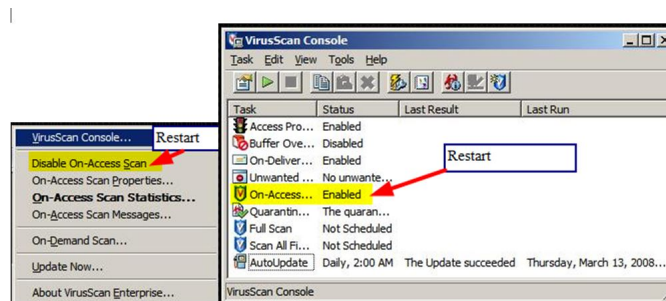 VirusScan Console...
Restart
Disable On-Access Scan
On-Access Scan Properties...
On-Access Scan Statistics...
On-Access Scan Messages...
On-Demand Scan...
Update Now...
About VirusScan Enterprise...
VirusScan Console
Task Edit View Tools Help
Task Status Last Result Last Run
Access Pro... Enabled
Buffer Ove... Disabled
On-Deliver... Enabled
Restart
Unwanted ... No unwante...
On-Access... Enabled
Quarantin... The quaran...
Full Scan Not Scheduled
Scan All Fi... Not Scheduled
AutoUpdate Daily, 2:00 AM The Update succeeded Thursday, March 13, 2008...
VirusScan Console